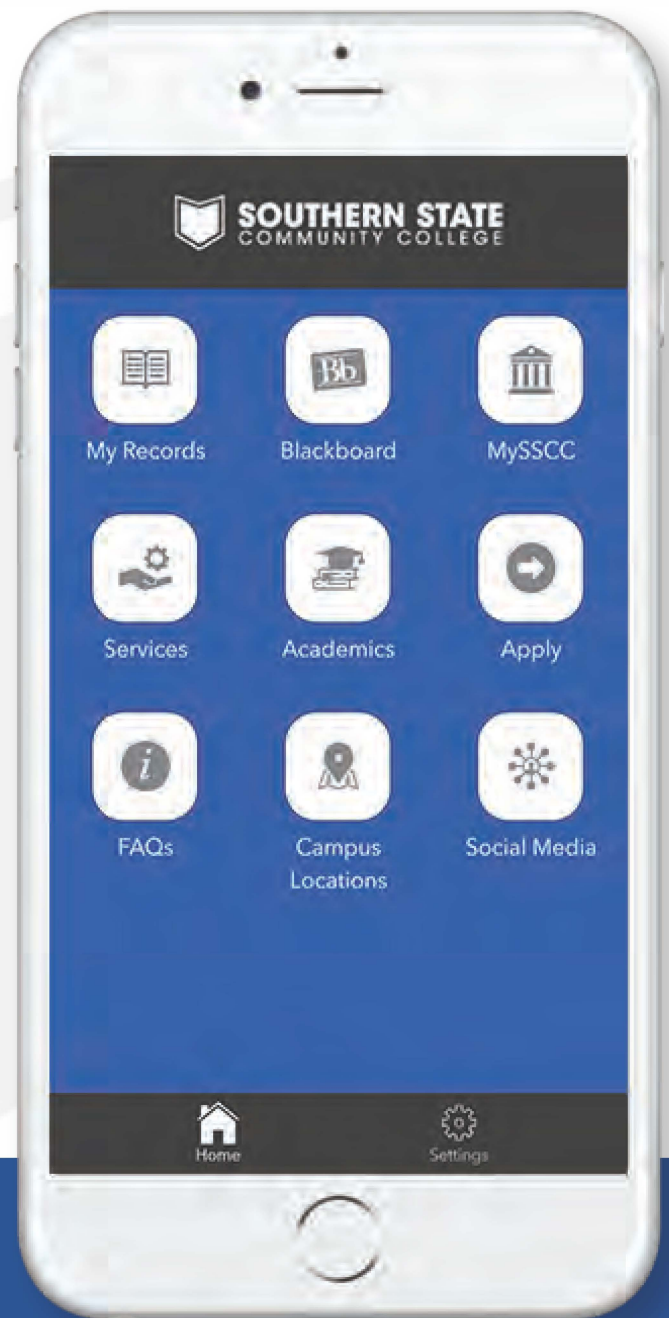 SOUTHERN STATE
COMMUNITY COLLEGE
My Records
Bb
Blackboard
MySSCC
Services
Academics
Apply
i
FAQs
Campus
Locations
Social Media
Home
Settings